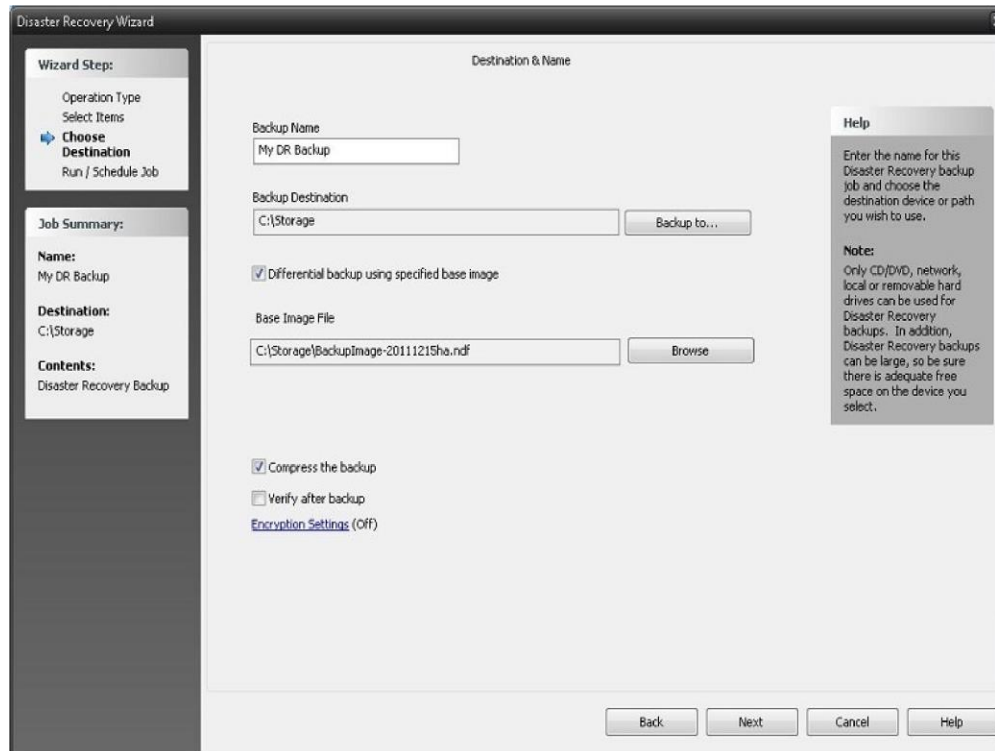 Disaster Recovery Wizard
Wizard Step:
Operation Type
Select Items
Choose
Destination
Run / Schedule Job
Job Summary:
Name:
My DR Backup
Destination:
C:\Storage
Contents:
Disaster Recovery Backup
Destination & Name
Backup Name
My DR Backup
Backup Destination
C:\Storage
Backup to...
Differential backup using specified base image
Base Image File
C:\Storage\BackupImage-20111215ha.ndf
Browse
Compress the backup
Verify after backup
Encryption Settings (Off)
Help
Enter the name for this
Disaster Recovery backup
job and choose the
destination device or path
you wish to use.
Note:
Only CD/DVD, network,
local or removable hard
drives can be used for
Disaster Recovery
backups. In addition,
Disaster Recovery backups
can be large, so be sure
there is adequate free
space on the device you
select.
Back
Next
Cancel
Help